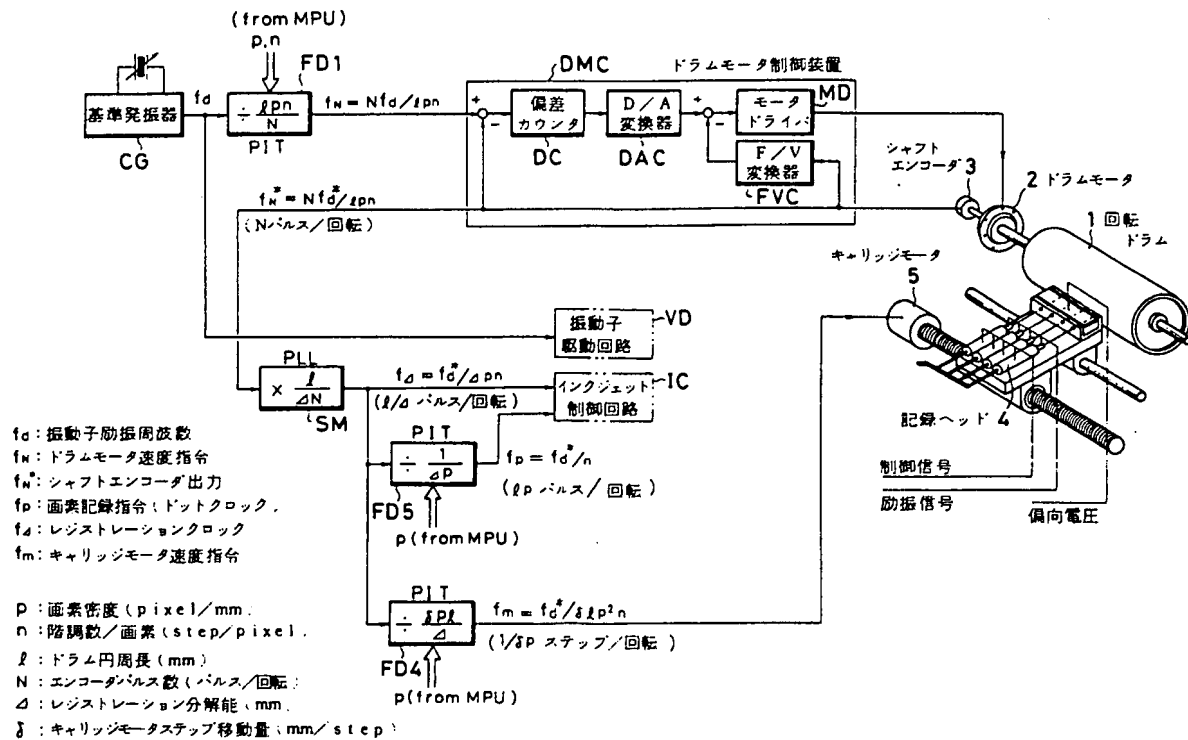 (from MPU)
p,n
FD1
DMC
ドラムモータ制御装置
MD
基準発振器
fd
÷ ℓpn/N
fN=Nfd/ℓpn
+
-
偏差
カウンタ
D/A
変換器
+
-
モータ
ドライバ
CG
PIT
DC
DAC
F/V
変換器
FVC
シャフト
エンコーダ 3
2 ドラムモータ
1 回転
ドラム
fN*=Nfd*/ℓpn
(Nパルス/回転)
キャリッジモータ
5
振動子
駆動回路
VD
PLL
× ℓ/ΔN
SM
fΔ=fd*/Δpn
(ℓ/Δ パルス/回転)
インクジェット
制御回路
IC
PIT
÷ 1/ΔP
FD5
fp=fd*/n
(ℓp パルス/回転)
p(from MPU)
記録ヘッド 4
制御信号
励振信号
偏向電圧
PIT
÷ δPℓ/Δ
FD4
fm=fd*/δℓp²n
(1/δp ステップ/回転)
p(from MPU)
fd:振動子励振周波数
fN:ドラムモータ速度指令
fN*:シャフトエンコーダ出力
fp:画素記録指令(ドットクロック)
fΔ:レジストレーションクロック
fm:キャリッジモータ速度指令
P:画素密度(pixel/mm)
n:階調数/画素(step/pixel)
ℓ:ドラム円周長(mm)
N:エンコーダパルス数(パルス/回転)
Δ:レジストレーション分解能(mm)
δ:キャリッジモータステップ移動量(mm/step)